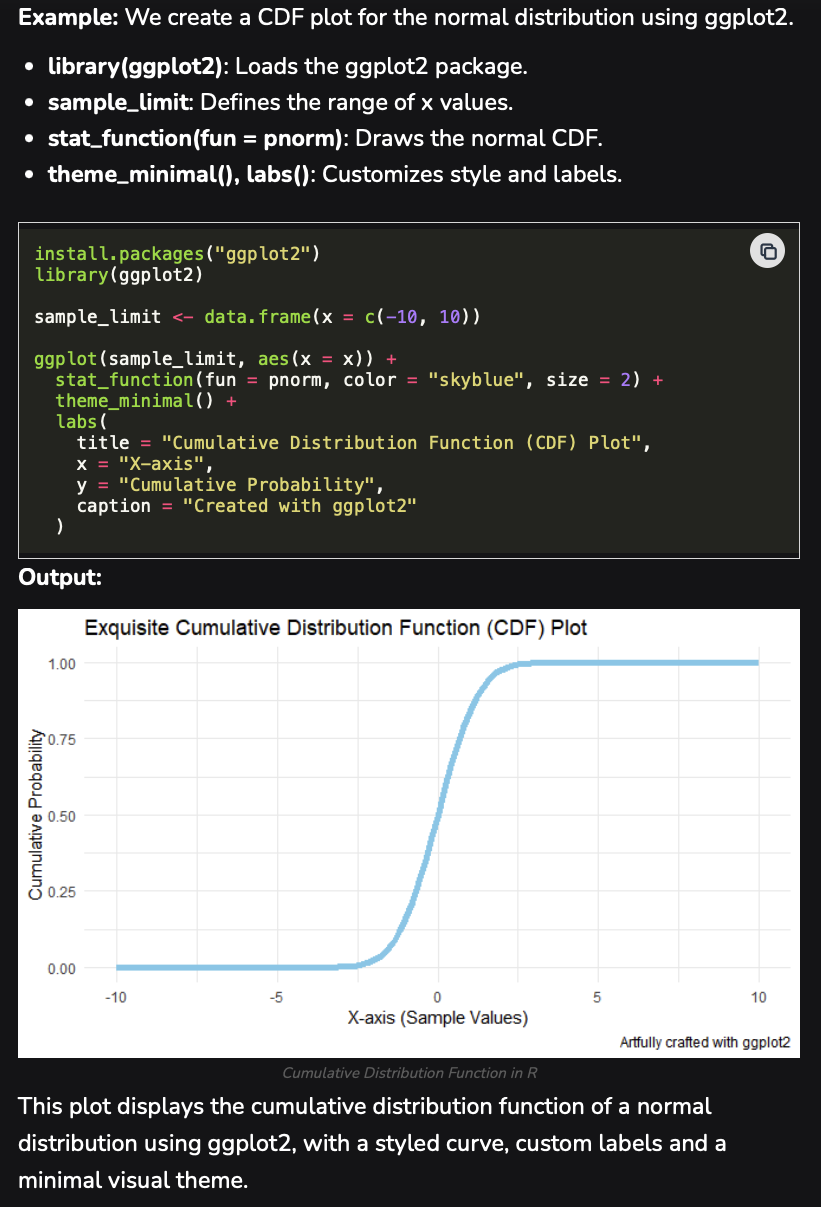 Example: We create a CDF plot for the normal distribution using ggplot2.
• library(ggplot2): Loads the ggplot2 package.
• sample_limit: Defines the range of x values.
• stat_function(fun = pnorm): Draws the normal CDF.
• theme_minimal(), labs(): Customizes style and labels.
install.packages("ggplot2")
library(ggplot2)
sample_limit <- data.frame(x = c(-10, 10))
ggplot(sample_limit, aes(x = x)) +
  stat_function(fun = pnorm, color = "skyblue", size = 2) +
  theme_minimal() +
  labs(
    title = "Cumulative Distribution Function (CDF) Plot",
    x = "X-axis",
    y = "Cumulative Probability",
    caption = "Created with ggplot2"
  )
Output:
Exquisite Cumulative Distribution Function (CDF) Plot
Cumulative Probability
1.00
0.75
0.50
0.25
0.00
-10 -5 0 5 10
X-axis (Sample Values)
Artfully crafted with ggplot2
Cumulative Distribution Function in R
This plot displays the cumulative distribution function of a normal
distribution using ggplot2, with a styled curve, custom labels and a
minimal visual theme.